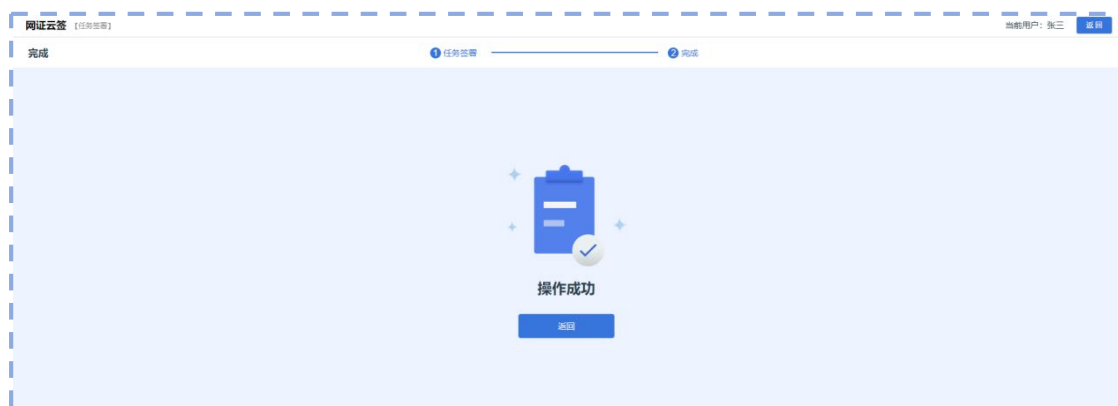 网证云签 【任务签署】 当前用户：张三 返回
完成 1 任务签署 2 完成
操作成功
返回